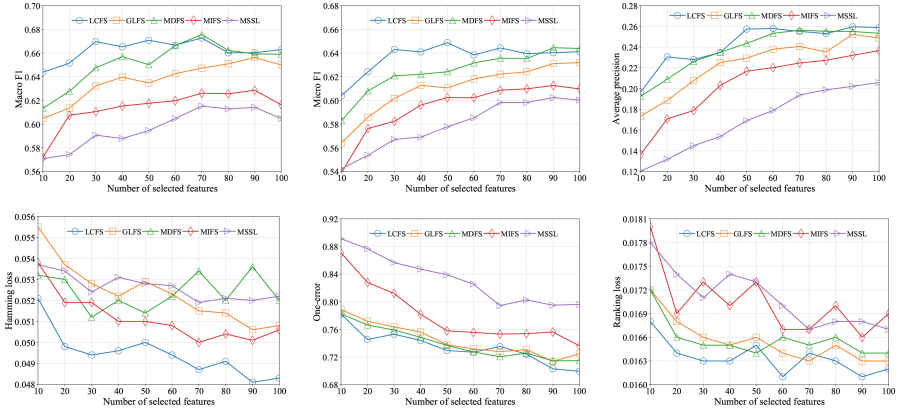 LCFS GLFS MDFS MIFS MSSL
Macro F1
0.70
0.68
0.66
0.64
0.62
0.60
0.58
0.56
10 20 30 40 50 60 70 80 90 100
Number of selected features
LCFS GLFS MDFS MIFS MSSL
Micro F1
0.70
0.68
0.66
0.64
0.62
0.60
0.58
0.56
0.54
10 20 30 40 50 60 70 80 90 100
Number of selected features
LCFS GLFS MDFS MIFS MSSL
Average precision
0.28
0.26
0.24
0.22
0.20
0.18
0.16
0.14
0.12
10 20 30 40 50 60 70 80 90 100
Number of selected features
LCFS GLFS MDFS MIFS MSSL
Hamming loss
0.056
0.055
0.054
0.053
0.052
0.051
0.050
0.049
0.048
10 20 30 40 50 60 70 80 90 100
Number of selected features
LCFS GLFS MDFS MIFS MSSL
One-error
0.92
0.88
0.84
0.80
0.76
0.72
0.68
10 20 30 40 50 60 70 80 90 100
Number of selected features
LCFS GLFS MDFS MIFS MSSL
Ranking loss
0.0181
0.0178
0.0175
0.0172
0.0169
0.0166
0.0163
0.0160
10 20 30 40 50 60 70 80 90 100
Number of selected features